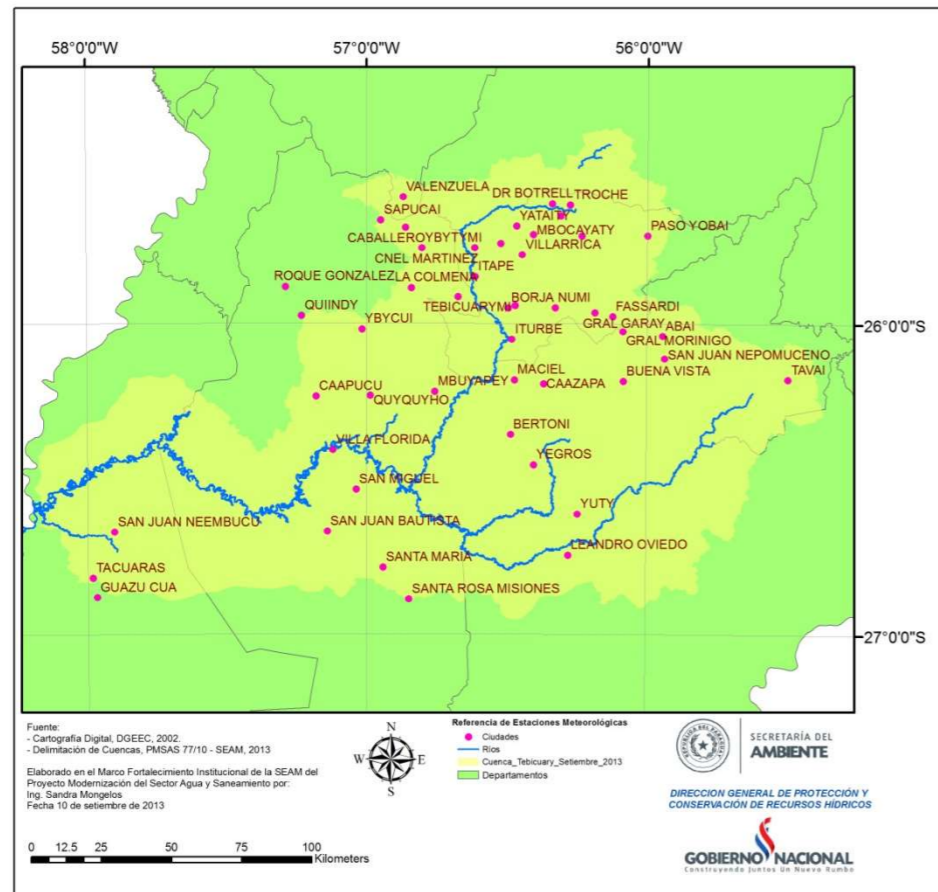 58°0'0"W 57°0'0"W 56°0'0"W
VALENZUELA
DR BOTRELL
TROCHE
SAPUCAI
YATAITY
MBOCAYATY
PASO YOBAI
CABALLERO
YBYTYMI
VILLARRICA
CNEL MARTINEZ
ITAPE
ROQUE GONZALEZ
LA COLMENA
QUIINDY
TEBICUARYMI
BORJA
NUMI
FASSARDI
26°0'0"S
YBYCUI
ITURBE
GRAL GARAY
ABAI
GRAL MORINIGO
SAN JUAN NEPOMUCENO
MACIEL
BUENA VISTA
TAVAI
CAAPUCU
MBUYAPEY
CAAZAPA
QUYQUYHO
BERTONI
VILLA FLORIDA
YEGROS
SAN MIGUEL
YUTY
SAN JUAN NEEMBUCU
SAN JUAN BAUTISTA
LEANDRO OVIEDO
TACUARAS
SANTA MARIA
GUAZU CUA
SANTA ROSA MISIONES
27°0'0"S
Fuente:
- Cartografía Digital, DGEEC, 2002.
- Delimitación de Cuencas, PMSAS 77/10 - SEAM, 2013
Elaborado en el Marco Fortalecimiento Institucional de la SEAM del
Proyecto Modernización del Sector Agua y Saneamiento por:
Ing. Sandra Mongelos
Fecha 10 de setiembre de 2013
0 12.5 25 50 75 100
Kilometers
N
W E
S
Referencia de Estaciones Meteorológicas
Ciudades
Ríos
Cuenca_Tebicuary_Setiembre_2013
Departamentos
SECRETARÍA DEL
AMBIENTE
DIRECCION GENERAL DE PROTECCIÓN Y
CONSERVACIÓN DE RECURSOS HÍDRICOS
GOBIERNO NACIONAL
Construyendo Juntos Un Nuevo Rumbo